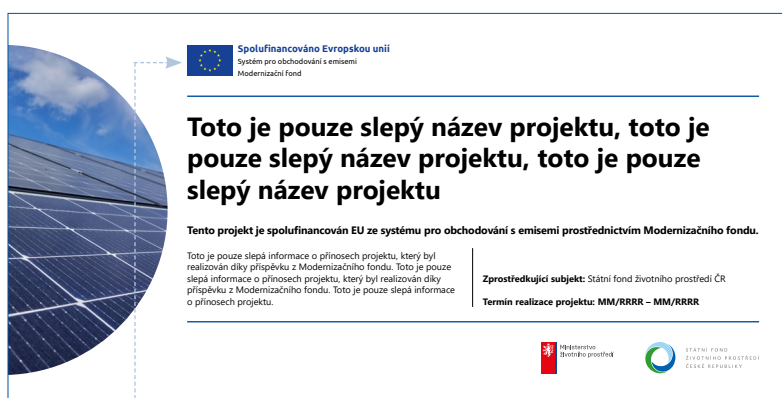 Spolufinancováno Evropskou unií
Systém pro obchodování s emisemi
Modernizační fond
Toto je pouze slepý název projektu, toto je
pouze slepý název projektu, toto je pouze
slepý název projektu
Tento projekt je spolufinancován EU ze systému pro obchodování s emisemi prostřednictvím Modernizačního fondu.
Toto je pouze slepá informace o přínosech projektu, který byl
realizován díky příspěvku z Modernizačního fondu. Toto je pouze
slepá informace o přínosech projektu, který byl realizován díky
příspěvku z Modernizačního fondu. Toto je pouze slepá informace
o přínosech projektu.
Zprostředkující subjekt: Státní fond životního prostředí ČR
Termín realizace projektu: MM/RRRR – MM/RRRR
Ministerstvo
životního prostředí
STÁTNÍ FOND
ŽIVOTNÍHO PROSTŘEDÍ
ČESKÉ REPUBLIKY